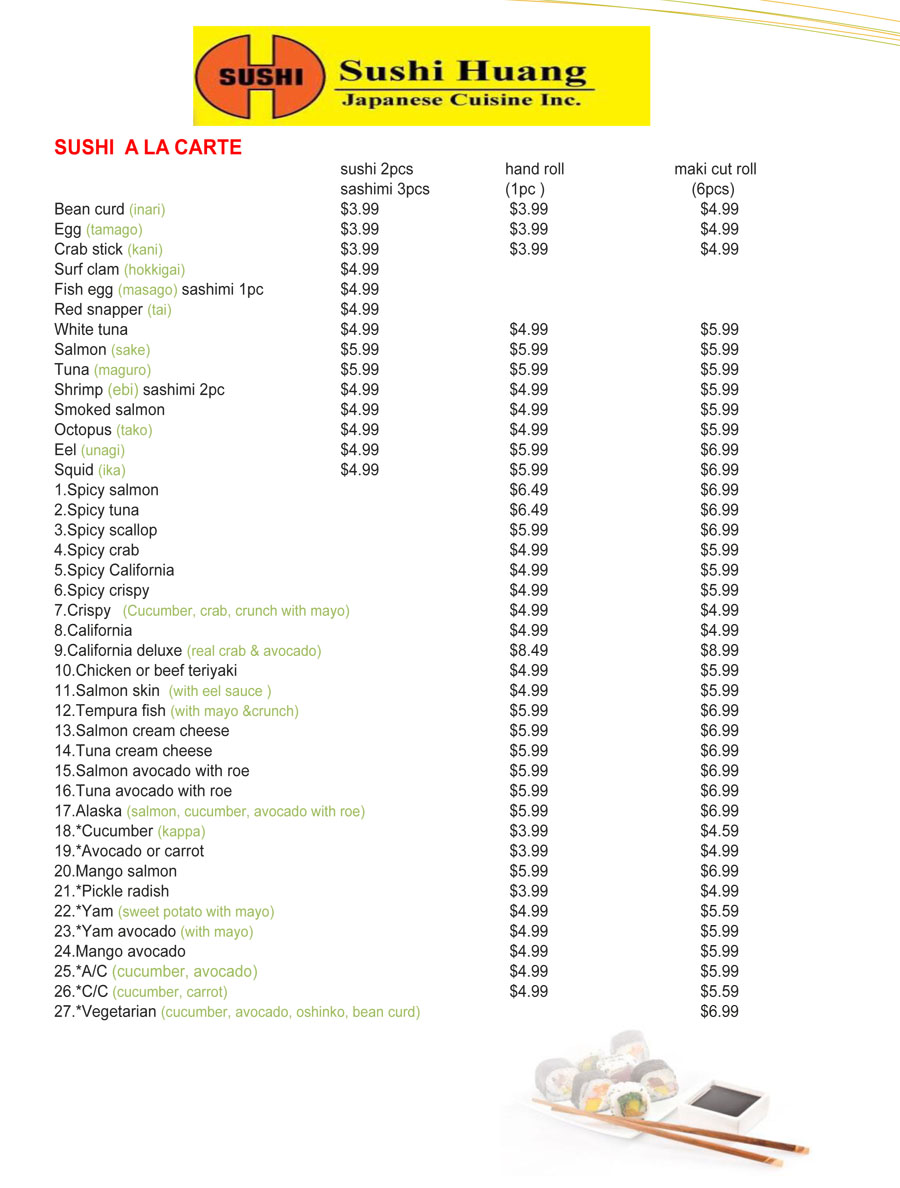 SUSHI
Sushi Huang
Japanese Cuisine Inc.
SUSHI A LA CARTE
sushi 2pcs hand roll maki cut roll
sashimi 3pcs (1pc ) (6pcs)
Bean curd (inari) $3.99 $3.99 $4.99
Egg (tamago) $3.99 $3.99 $4.99
Crab stick (kani) $3.99 $3.99 $4.99
Surf clam (hokkigai) $4.99
Fish egg (masago) sashimi 1pc $4.99
Red snapper (tai) $4.99
White tuna $4.99 $4.99 $5.99
Salmon (sake) $5.99 $5.99 $5.99
Tuna (maguro) $5.99 $5.99 $5.99
Shrimp (ebi) sashimi 2pc $4.99 $4.99 $5.99
Smoked salmon $4.99 $4.99 $5.99
Octopus (tako) $4.99 $4.99 $5.99
Eel (unagi) $4.99 $5.99 $6.99
Squid (ika) $4.99 $5.99 $6.99
1.Spicy salmon $6.49 $6.99
2.Spicy tuna $6.49 $6.99
3.Spicy scallop $5.99 $6.99
4.Spicy crab $4.99 $5.99
5.Spicy California $4.99 $5.99
6.Spicy crispy $4.99 $5.99
7.Crispy (Cucumber, crab, crunch with mayo) $4.99 $4.99
8.California $4.99 $4.99
9.California deluxe (real crab & avocado) $8.49 $8.99
10.Chicken or beef teriyaki $4.99 $5.99
11.Salmon skin (with eel sauce ) $4.99 $5.99
12.Tempura fish (with mayo &crunch) $5.99 $6.99
13.Salmon cream cheese $5.99 $6.99
14.Tuna cream cheese $5.99 $6.99
15.Salmon avocado with roe $5.99 $6.99
16.Tuna avocado with roe $5.99 $6.99
17.Alaska (salmon, cucumber, avocado with roe) $5.99 $6.99
18.*Cucumber (kappa) $3.99 $4.59
19.*Avocado or carrot $3.99 $4.99
20.Mango salmon $5.99 $6.99
21.*Pickle radish $3.99 $4.99
22.*Yam (sweet potato with mayo) $4.99 $5.59
23.*Yam avocado (with mayo) $4.99 $5.99
24.Mango avocado $4.99 $5.99
25.*A/C (cucumber, avocado) $4.99 $5.99
26.*C/C (cucumber, carrot) $4.99 $5.59
27.*Vegetarian (cucumber, avocado, oshinko, bean curd) $6.99